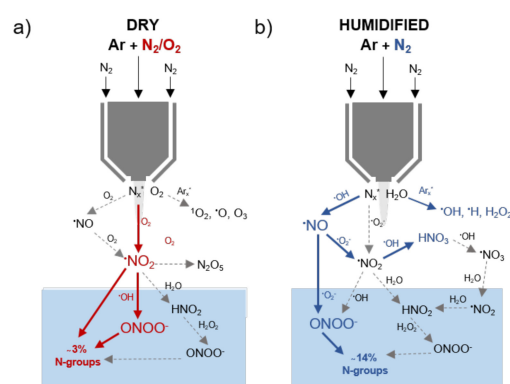 a)
DRY
Ar + N₂/O₂
N₂
N₂
Nₓ* O₂
O₂
Arₓ*
O₂
¹O₂, •O, O₃
•NO
O₂
O₂
•NO₂
N₂O₅
•OH
H₂O
HNO₂
ONOO⁻
H₂O₂
~3%
N-groups
ONOO⁻
b)
HUMIDIFIED
Ar + N₂
N₂
N₂
Nₓ* H₂O
•OH
Arₓ*
•O₂⁻
•OH, •H, H₂O₂
•NO
•O₂⁻
•OH
HNO₃
•OH
•NO₂
•NO₃
H₂O
H₂O
•O₂⁻
•OH
HNO₂
H₂O
•NO₂
ONOO⁻
H₂O₂
ONOO⁻
~14%
N-groups